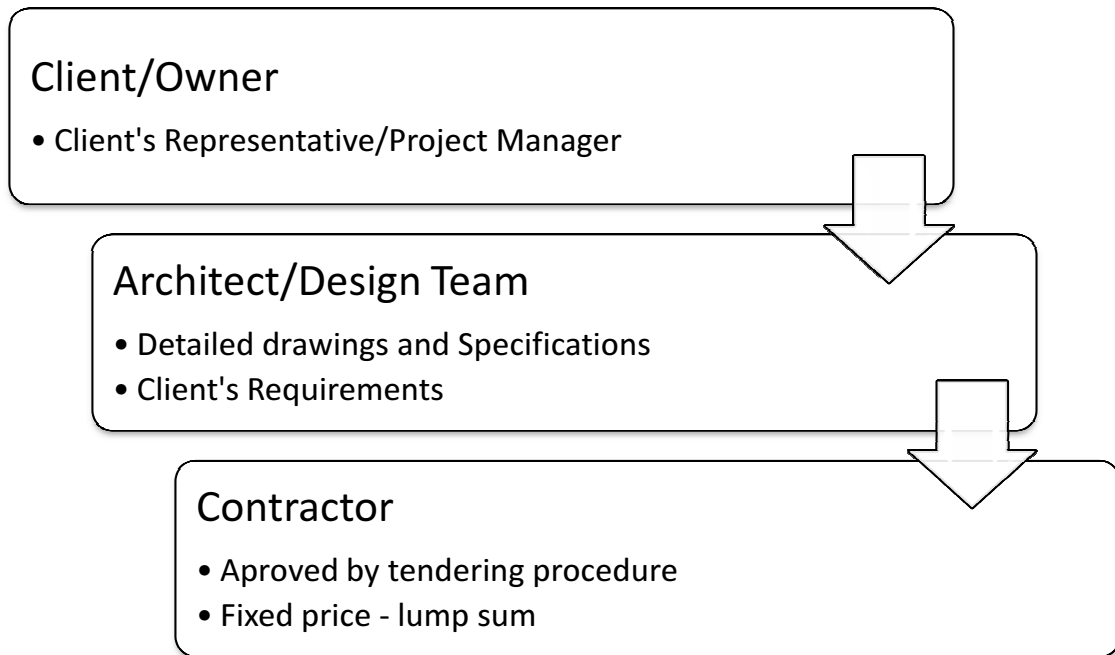 Client/Owner
• Client's Representative/Project Manager
Architect/Design Team
• Detailed drawings and Specifications
• Client's Requirements
Contractor
• Aproved by tendering procedure
• Fixed price - lump sum